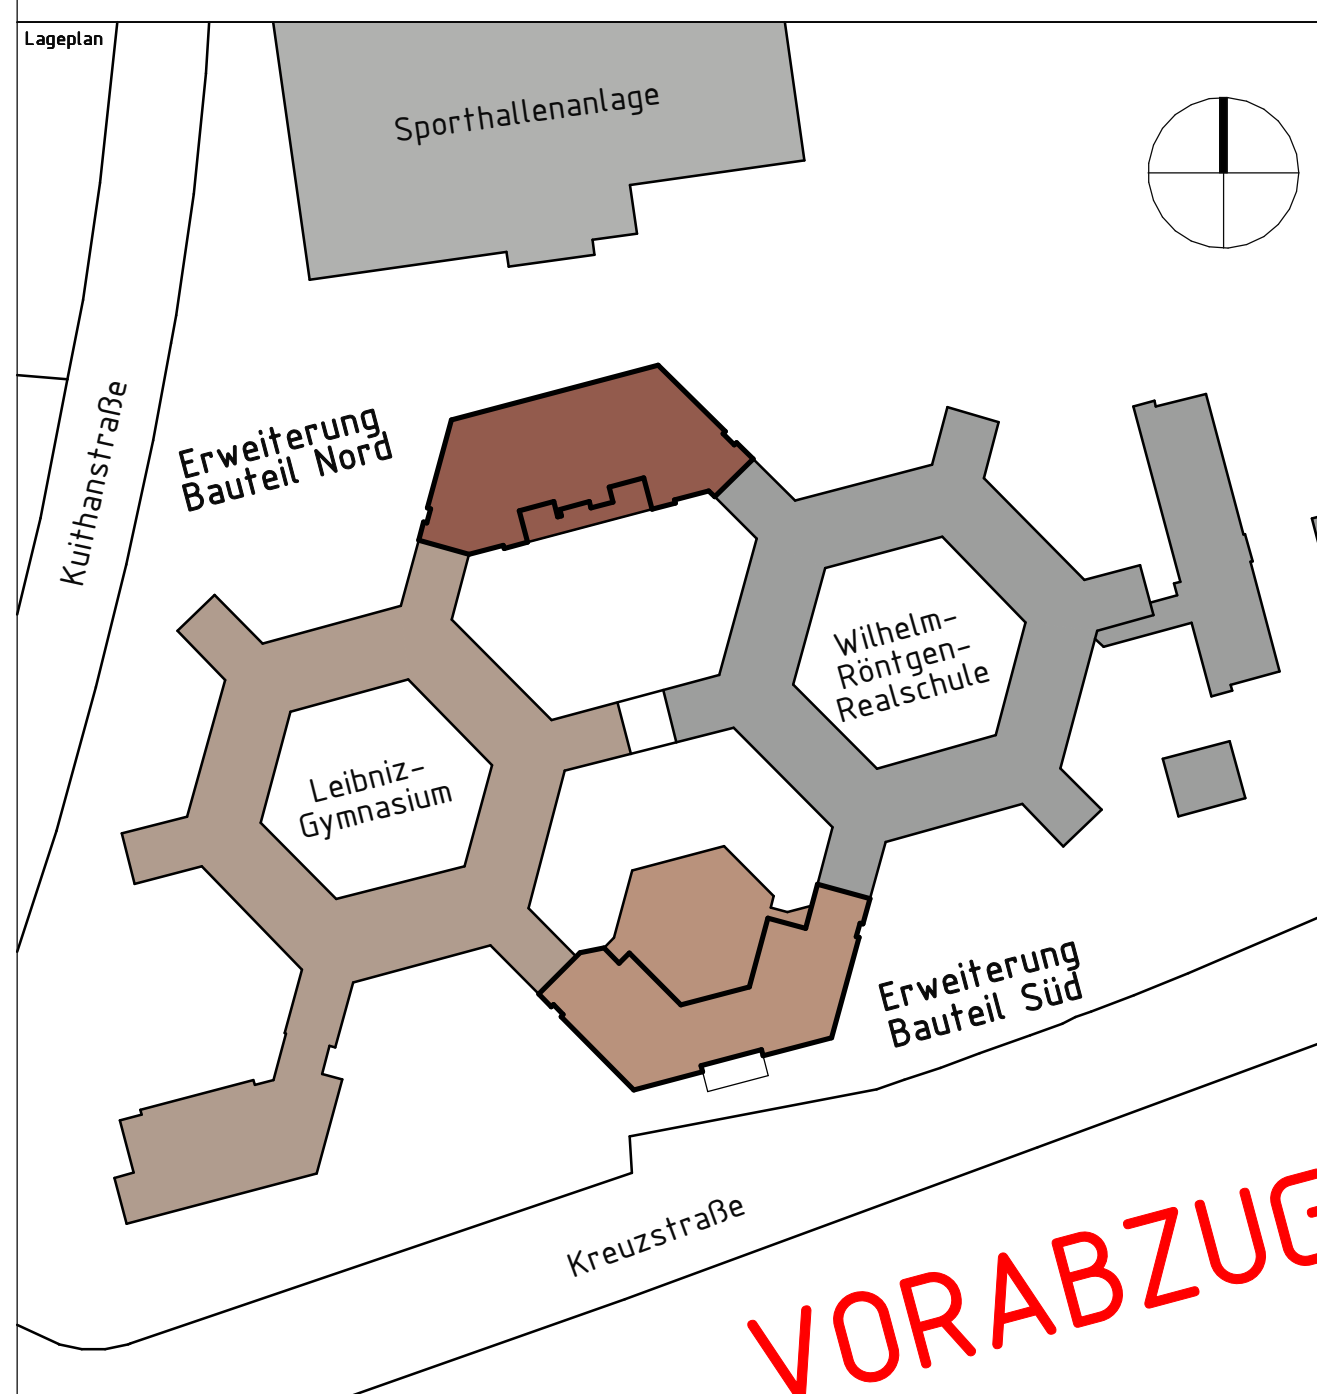 Lageplan
Sporthallenanlage
Kuithanstraße
Erweiterung
Bauteil Nord
Wilhelm-
Röntgen-
Realschule
Leibniz-
Gymnasium
Erweiterung
Bauteil Süd
Kreuzstraße
VORABZUG